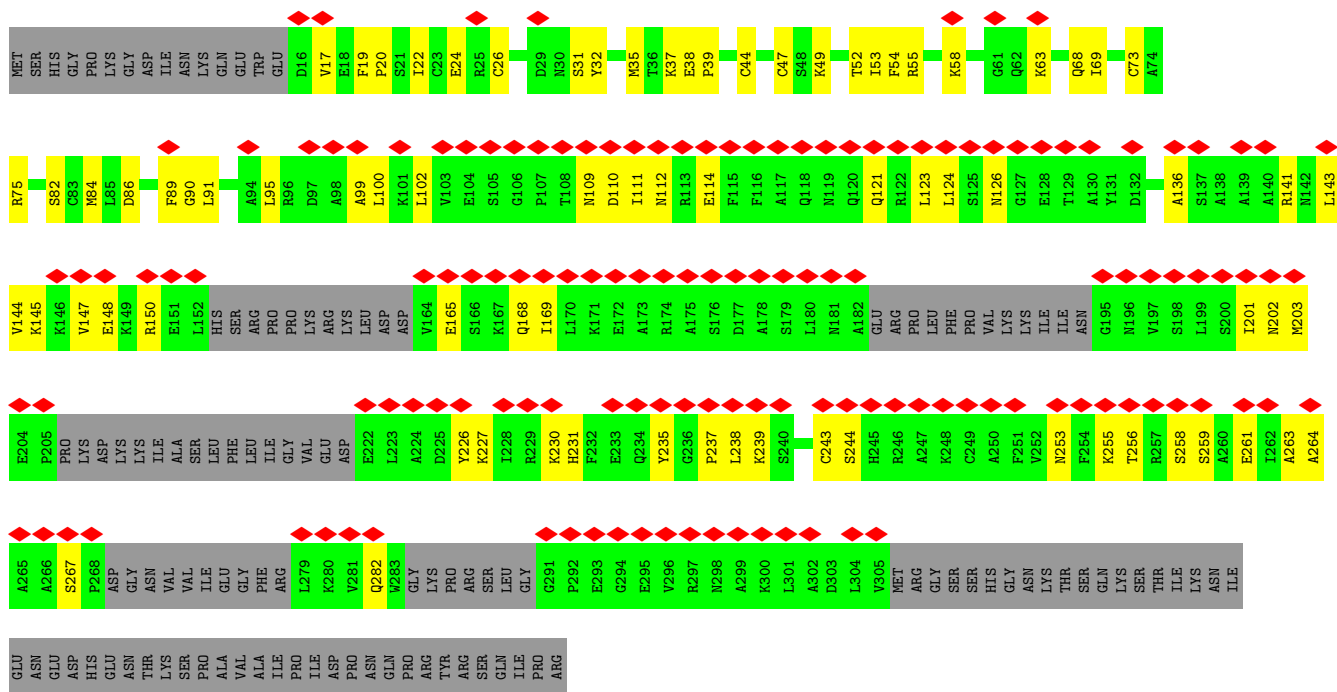 MET SER HIS GLY PRO LYS GLY ASP ILE ASN LYS GLN GLU TRP GLU D16 V17 E18 F19 P20 S21 I22 C23 E24 R25 C26 D29 N30 S31 Y32 M35 T36 K37 E38 P39 C44 C47 S48 K49 T52 I53 F54 R55 K58 G61 Q62 K63 Q68 I69 C73 A74
R75 S82 C83 M84 L85 D86 F89 G90 L91 A94 L95 R96 D97 A98 A99 L100 K101 L102 V103 E104 S105 G106 P107 T108 N109 D110 I111 N112 R113 E114 F115 F116 A117 Q118 N119 Q120 Q121 R122 L123 L124 S125 N126 G127 E128 T129 A130 Y131 D132 A136 S137 A138 A139 A140 R141 N142 L143
V144 K145 K146 V147 E148 K149 R150 E151 L152 HIS SER ARG PRO PRO LYS ARG LYS LEU ASP ASP V164 E165 S166 K167 Q168 I169 L170 K171 E172 A173 R174 A175 S176 D177 A178 S179 L180 N181 A182 GLU ARG PRO LEU PHE PRO VAL LYS LYS ILE ILE ASN G195 N196 V197 S198 L199 S200 I201 N202 M203
E204 P205 PRO LYS ASP LYS LYS ILE ALA SER LEU PHE LEU ILE GLY VAL GLU ASP E222 L223 A224 D225 Y226 K227 I228 R229 K230 H231 F232 E233 Q234 Y235 G236 P237 L238 K239 S240 C243 S244 H245 R246 A247 K248 C249 A250 F251 V252 N253 F254 K255 T256 R257 S258 S259 A260 E261 I262 A263 A264
A265 A266 S267 P268 ASP GLY ASN VAL VAL ILE GLU GLY PHE ARG L279 K280 V281 Q282 W283 GLY LYS PRO ARG SER LEU GLY G291 P292 E293 G294 E295 V296 R297 N298 A299 K300 L301 A302 D303 L304 V305 MET ARG GLY SER SER HIS GLY ASN LYS THR SER GLN LYS SER THR ILE LYS ASN ILE
GLU ASN GLU ASP HIS GLU ASN THR LYS SER PRO ALA VAL ALA ILE PRO ILE ASP PRO ASN GLN PRO ARG TYR ARG SER GLN ILE PRO ARG